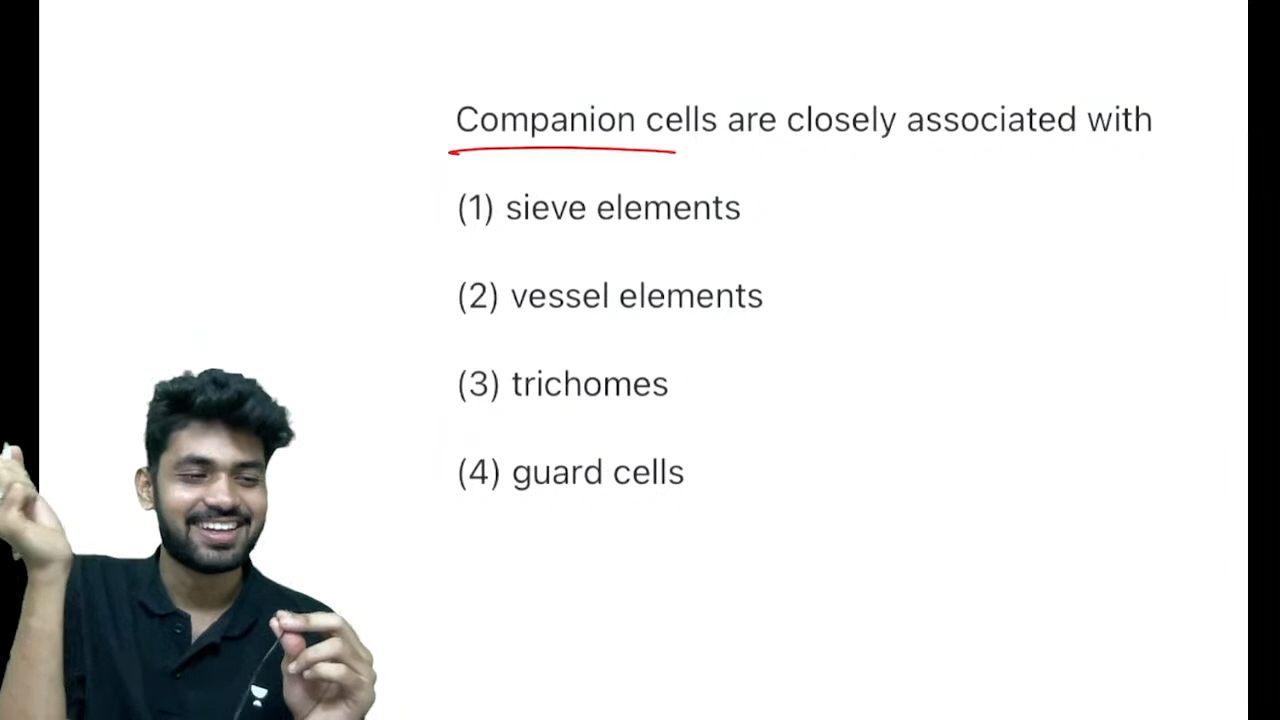 Companion cells are closely associated with
(1) sieve elements
(2) vessel elements
(3) trichomes
(4) guard cells